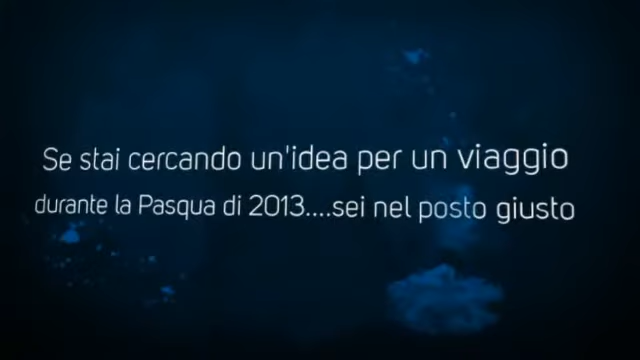 Se stai cercando un'idea per un viaggio
durante la Pasqua di 2013....sei nel posto giusto